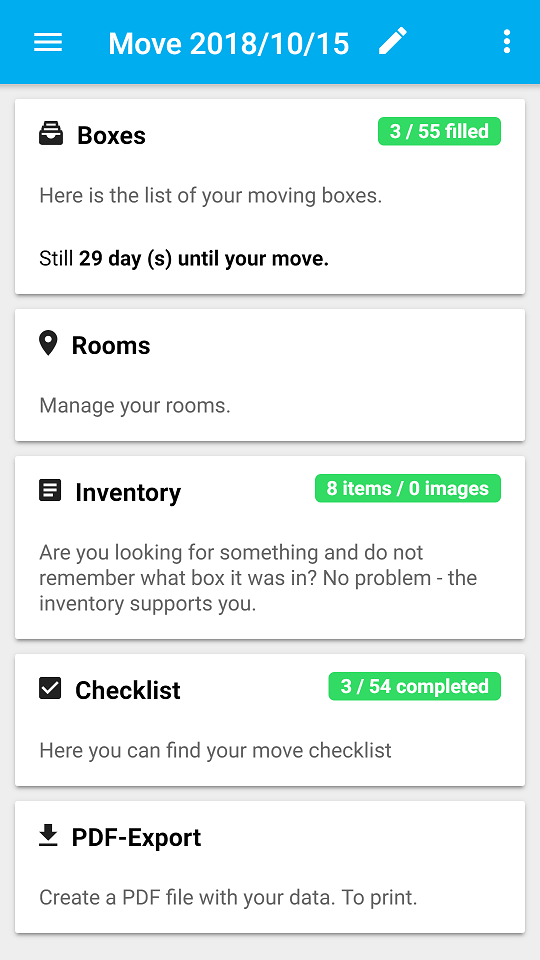 Move 2018/10/15
Boxes
3 / 55 filled
Here is the list of your moving boxes.
Still 29 day (s) until your move.
Rooms
Manage your rooms.
Inventory
8 items / 0 images
Are you looking for something and do not
remember what box it was in? No problem - the
inventory supports you.
Checklist
3 / 54 completed
Here you can find your move checklist
PDF-Export
Create a PDF file with your data. To print.